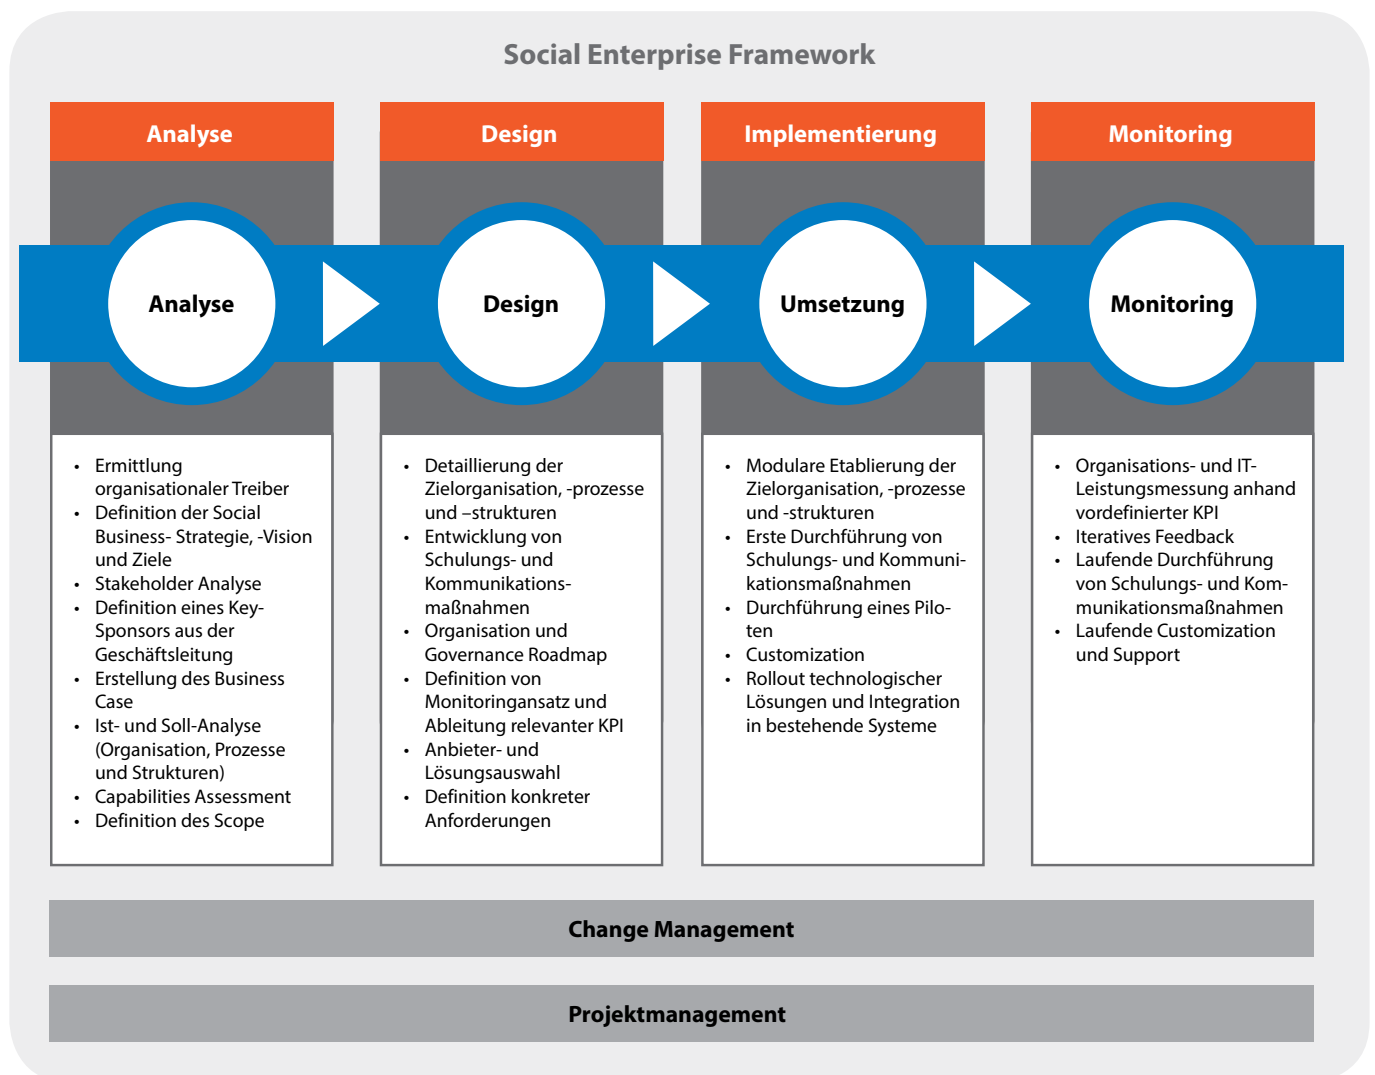 Social Enterprise Framework
Analyse
Design
Implementierung
Monitoring
Analyse
Design
Umsetzung
Monitoring
• Ermittlung
organisationaler Treiber
• Definition der Social
Business- Strategie, -Vision
und Ziele
• Stakeholder Analyse
• Definition eines Key-
Sponsors aus der
Geschäftsleitung
• Erstellung des Business
Case
• Ist- und Soll-Analyse
(Organisation, Prozesse
und Strukturen)
• Capabilities Assessment
• Definition des Scope
• Detaillierung der
Zielorganisation, -prozesse
und –strukturen
• Entwicklung von
Schulungs- und
Kommunikations-
maßnahmen
• Organisation und
Governance Roadmap
• Definition von
Monitoringansatz und
Ableitung relevanter KPI
• Anbieter- und
Lösungsauswahl
• Definition konkreter
Anforderungen
• Modulare Etablierung der
Zielorganisation, -prozesse
und -strukturen
• Erste Durchführung von
Schulungs- und Kommuni-
kationsmaßnahmen
• Durchführung eines Pilo-
ten
• Customization
• Rollout technologischer
Lösungen und Integration
in bestehende Systeme
• Organisations- und IT-
Leistungsmessung anhand
vordefinierter KPI
• Iteratives Feedback
• Laufende Durchführung
von Schulungs- und Kom-
munikationsmaßnahmen
• Laufende Customization
und Support
Change Management
Projektmanagement